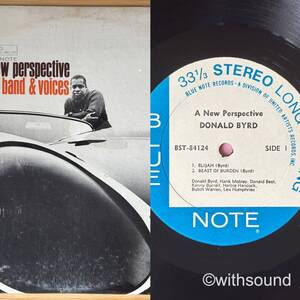 NOTE
w perspective
band & voices
33⅓ STEREO LONG
BLUE NOTE RECORDS · A DIVISION OF UNITED ARTISTS RECORDS, INC.
A New Perspective
DONALD BYRD
BST-84124 SIDE 1
1. ELIJAH (Byrd)
2. BEAST OF BURDEN (Byrd)
Donald Byrd, Hank Mobley, Donald Best,
Kenny Burrell, Herbie Hancock,
Butch Warren, Lex Humphries
BLUE
NOTE
©withsound